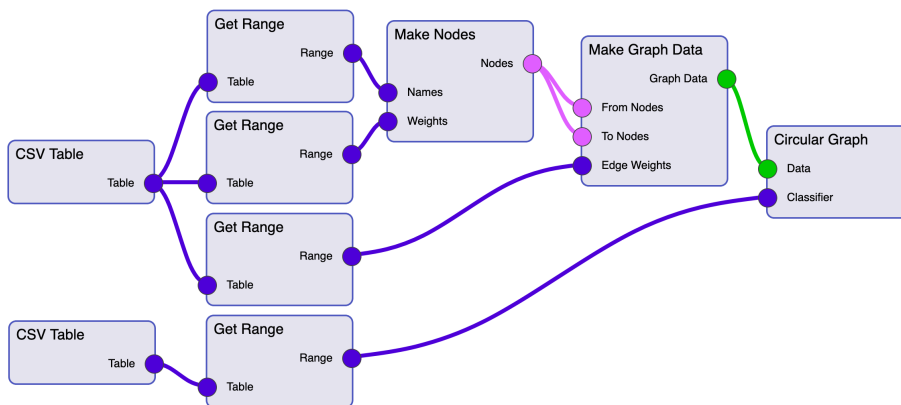 Get Range
Range
Table
Make Nodes
Nodes
Names
Weights
Make Graph Data
Graph Data
From Nodes
To Nodes
Edge Weights
Get Range
Range
Table
CSV Table
Table
Circular Graph
Data
Classifier
Get Range
Range
Table
CSV Table
Table
Get Range
Range
Table